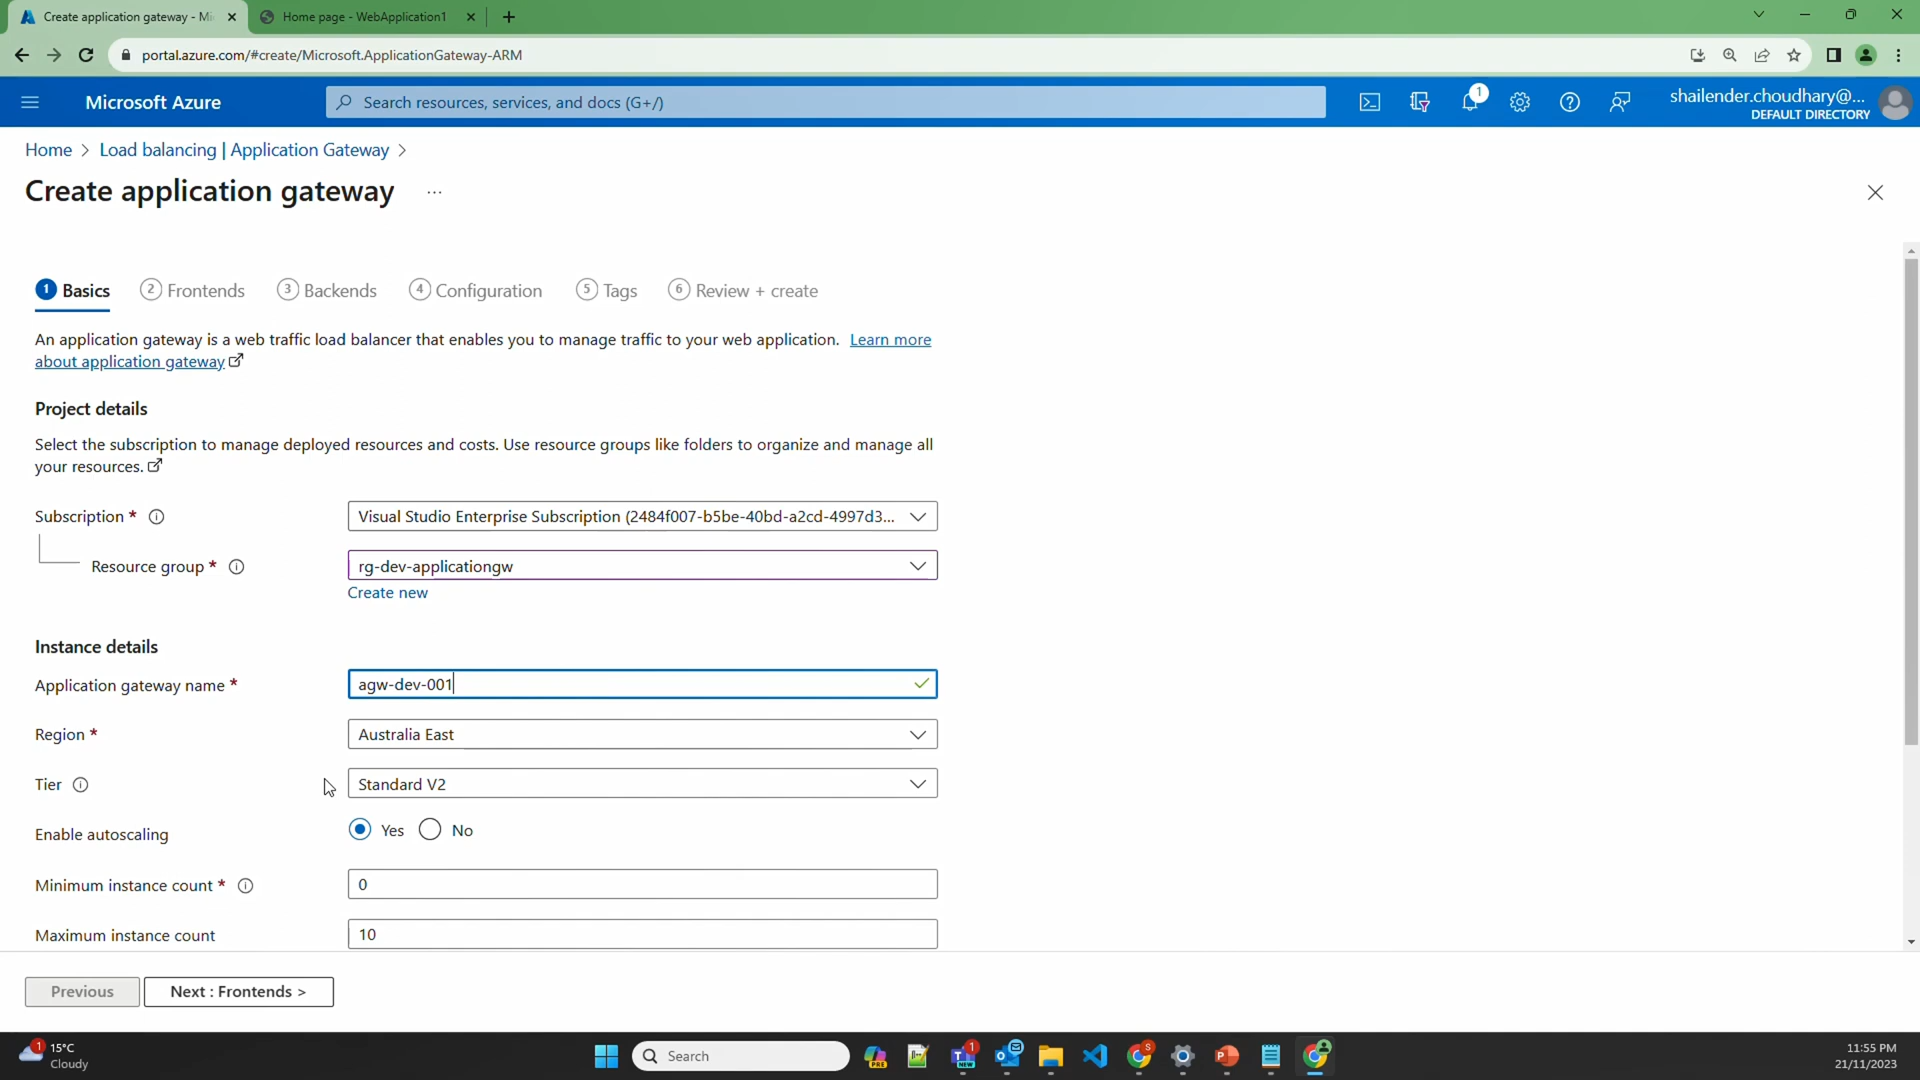 Create application gateway - Mi
Home page - WebApplication1
portal.azure.com/#create/Microsoft.ApplicationGateway-ARM
Microsoft Azure
Search resources, services, and docs (G+/)
1
shailender.choudhary@...
DEFAULT DIRECTORY
Home > Load balancing | Application Gateway >
Create application gateway ...
1 Basics 2 Frontends 3 Backends 4 Configuration 5 Tags 6 Review + create
An application gateway is a web traffic load balancer that enables you to manage traffic to your web application. Learn more
about application gateway
Project details
Select the subscription to manage deployed resources and costs. Use resource groups like folders to organize and manage all
your resources.
Subscription * Visual Studio Enterprise Subscription (2484f007-b5be-40bd-a2cd-4997d3...
Resource group * rg-dev-applicationgw
Create new
Instance details
Application gateway name * agw-dev-001
Region * Australia East
Tier Standard V2
Enable autoscaling Yes No
Minimum instance count * 0
Maximum instance count 10
Previous Next : Frontends >
1 15°C
Cloudy
Search
PRE
T 1
NEW
S
P
11:55 PM
21/11/2023